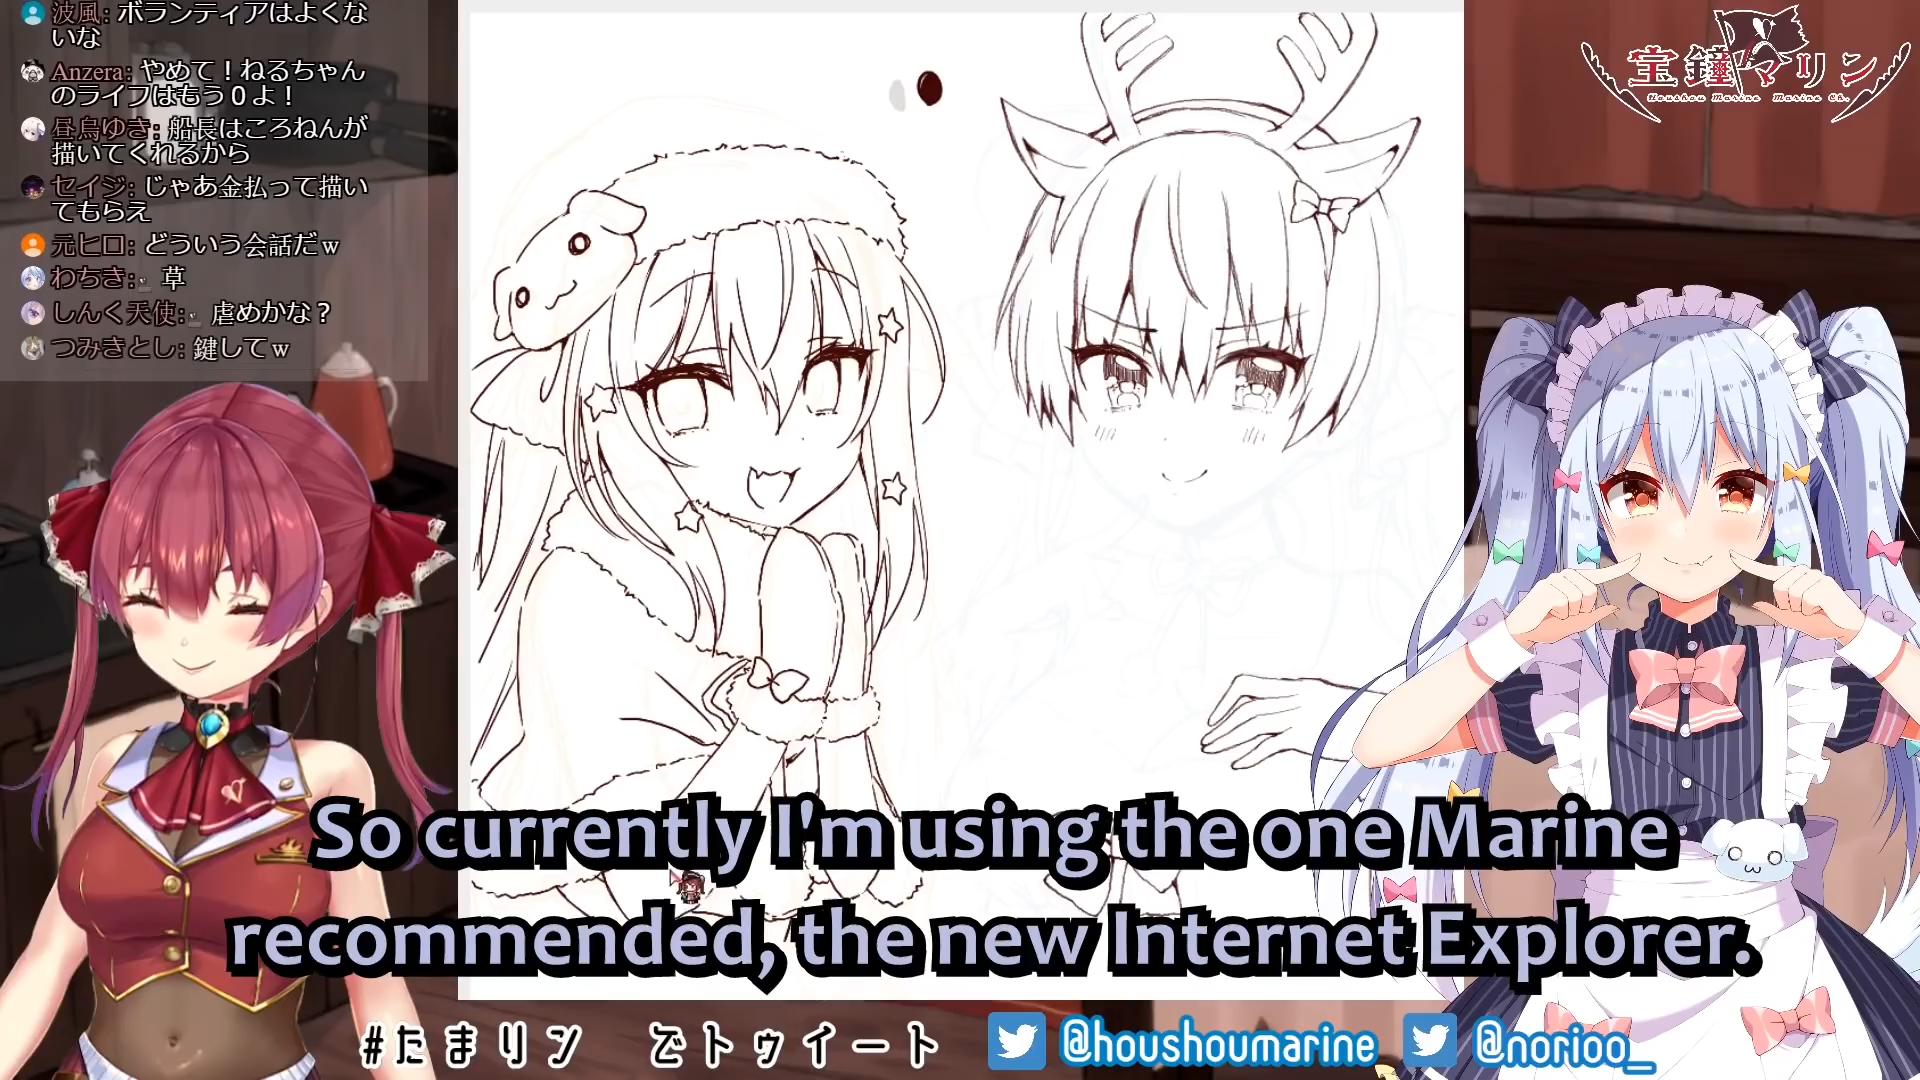 波風: ボランティアはよくな
いな
Anzera: やめて！ねるちゃん
のライフはもう０よ！
昼鳥ゆき: 船長はころねんが
描いてくれるから
セイジ: じゃあ金払って描い
てもらえ
元ヒロ: どういう会話だｗ
わちき: 草
しんく天使: 虐めかな？
つみきとし: 鍵してｗ
宝鐘マリン
Houshou Marine Marine Ch.
So currently I'm using the one Marine
recommended, the new Internet Explorer.
#たまリン でトゥイート
@houshoumarine
@norioo_